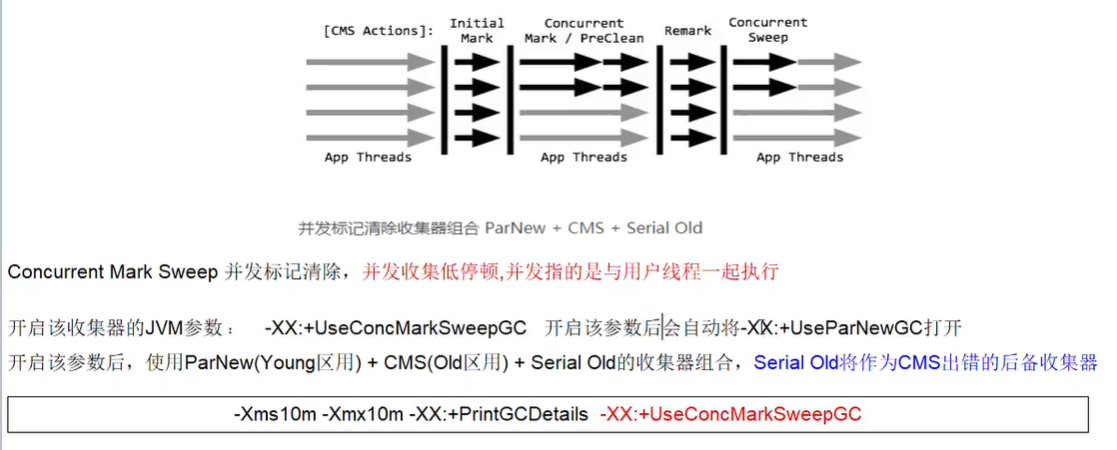 [CMS Actions]: Initial Mark Concurrent Mark / PreClean Remark Concurrent Sweep
App Threads App Threads App Threads
并发标记清除收集器组合 ParNew + CMS + Serial Old
Concurrent Mark Sweep 并发标记清除，并发收集低停顿,并发指的是与用户线程一起执行
开启该收集器的JVM参数： -XX:+UseConcMarkSweepGC 开启该参数后会自动将-XX:+UseParNewGC打开
开启该参数后，使用ParNew(Young区用) + CMS(Old区用) + Serial Old的收集器组合，Serial Old将作为CMS出错的后备收集器
-Xms10m -Xmx10m -XX:+PrintGCDetails -XX:+UseConcMarkSweepGC